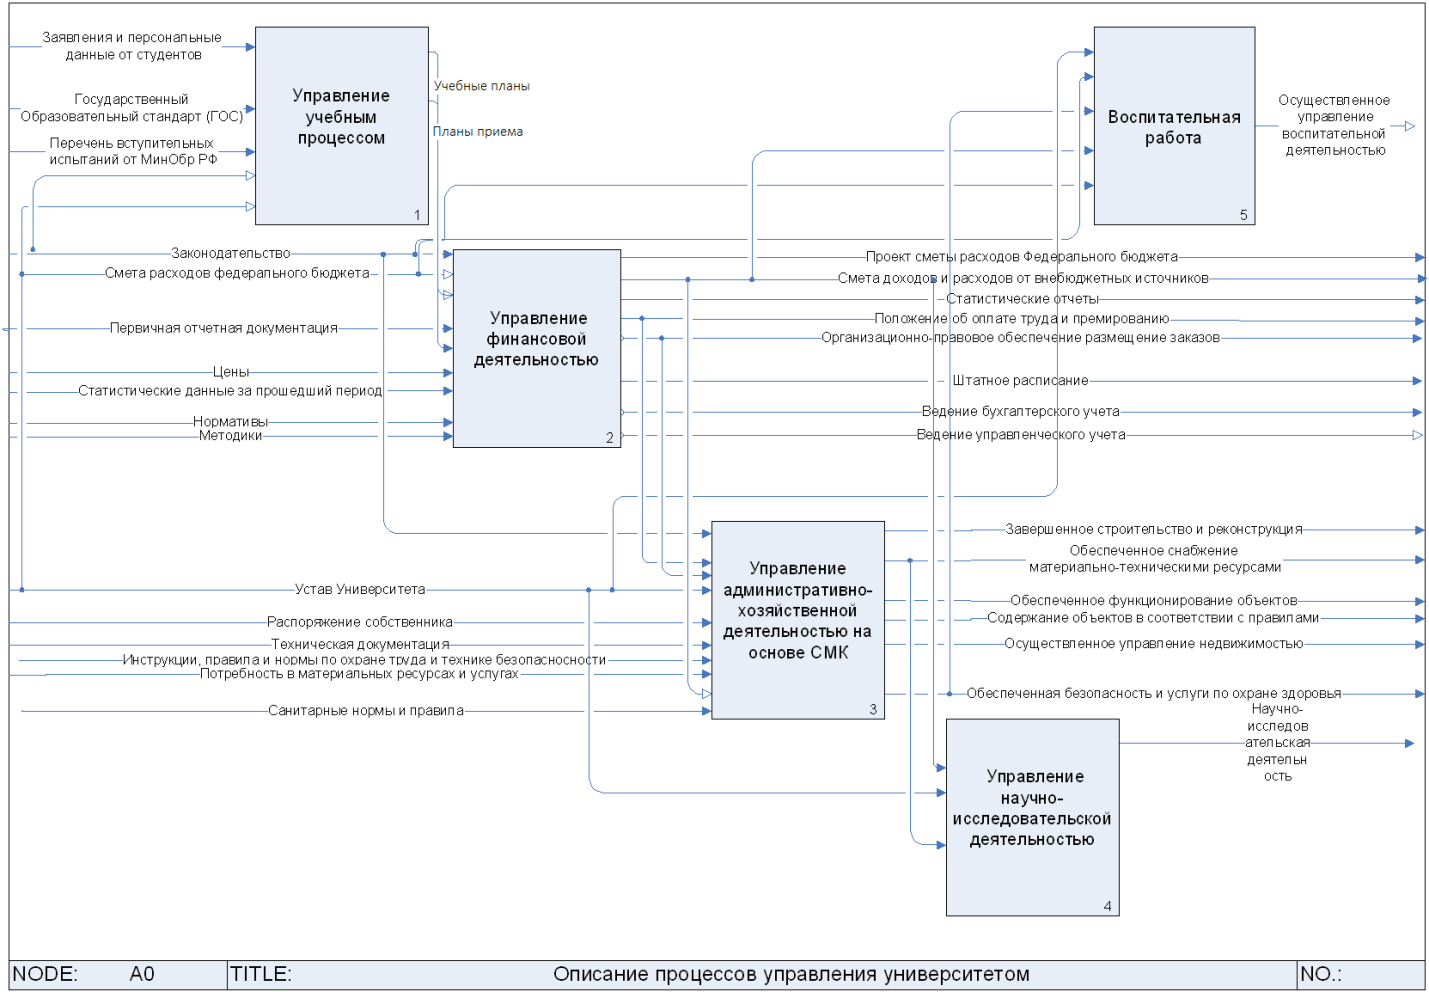 Заявления и персональные
данные от студентов
Государственный
Образовательный стандарт (ГОС)
Перечень вступительных
испытаний от МинОбр РФ
Управление
учебным
процессом
1
Учебные планы
Планы приема
Воспитательная
работа
5
Осуществленное
управление
воспитательной
деятельностью
Законодательство
Смета расходов федерального бюджета
Первичная отчетная документация
Цены
Статистические данные за прошедший период
Нормативы
Методики
Управление
финансовой
деятельностью
2
Проект сметы расходов Федерального бюджета
Смета доходов и расходов от внебюджетных источников
Статистические отчеты
Положение об оплате труда и премированию
Организационно-правовое обеспечение размещение заказов
Штатное расписание
Ведение бухгалтерского учета
Ведение управленческого учета
Устав Университета
Распоряжение собственника
Техническая документация
Инструкции, правила и нормы по охране труда и технике безопасносности
Потребность в материальных ресурсах и услугах
Санитарные нормы и правила
Управление
административно-
хозяйственной
деятельностью на
основе СМК
3
Завершенное строительство и реконструкция
Обеспеченное снабжение
материально-техническими ресурсами
Обеспеченное функционирование объектов
Содержание объектов в соответствии с правилами
Осуществленное управление недвижимостью
Обеспеченная безопасность и услуги по охране здоровья
Научно-
исследов
ательская
деятельн
ость
Управление
научно-
исследовательской
деятельностью
4
NODE: A0 TITLE: Описание процессов управления университетом NO.: